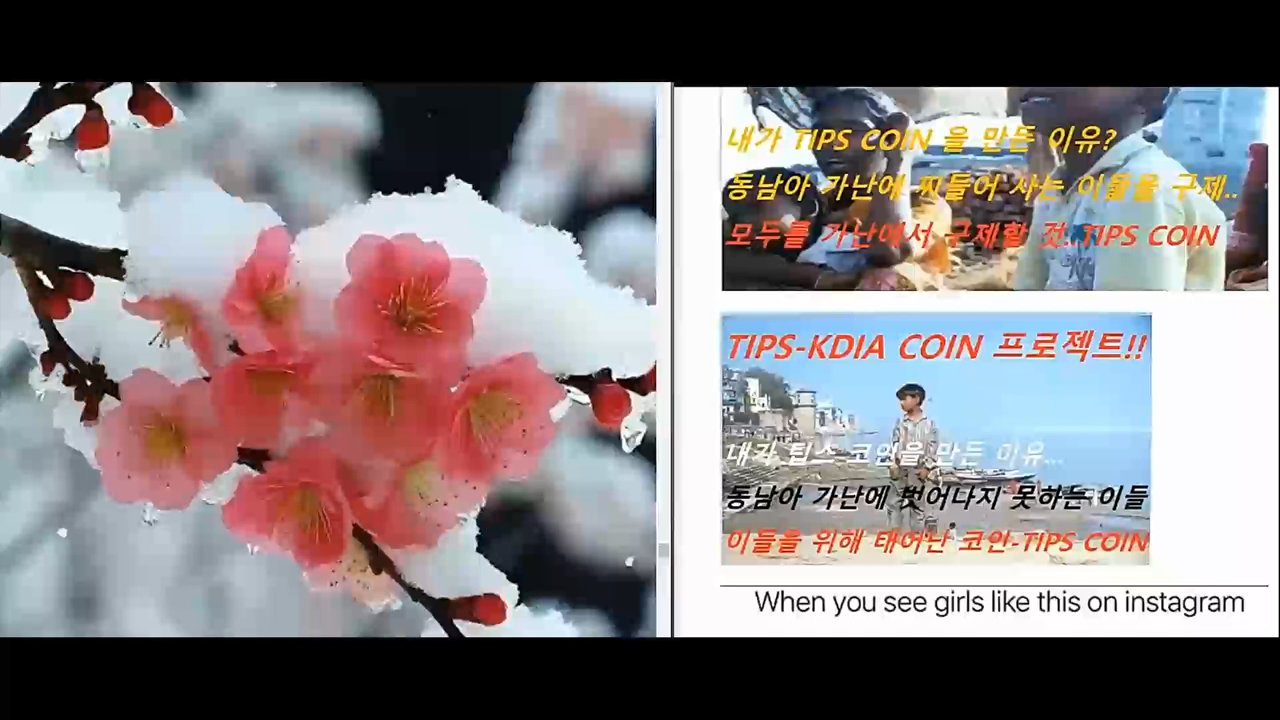 내가 TIPS COIN 을 만든 이유?
동남아 가난에 찌들어 사는 이들을 구제..
모두를 가난에서 구제할 것..TIPS COIN
TIPS-KDIA COIN 프로젝트!!
내가 팁스 코인을 만든 이유...
동남아 가난에 벗어나지 못하는 이들
이들을 위해 태어난 코인-TIPS COIN
When you see girls like this on instagram